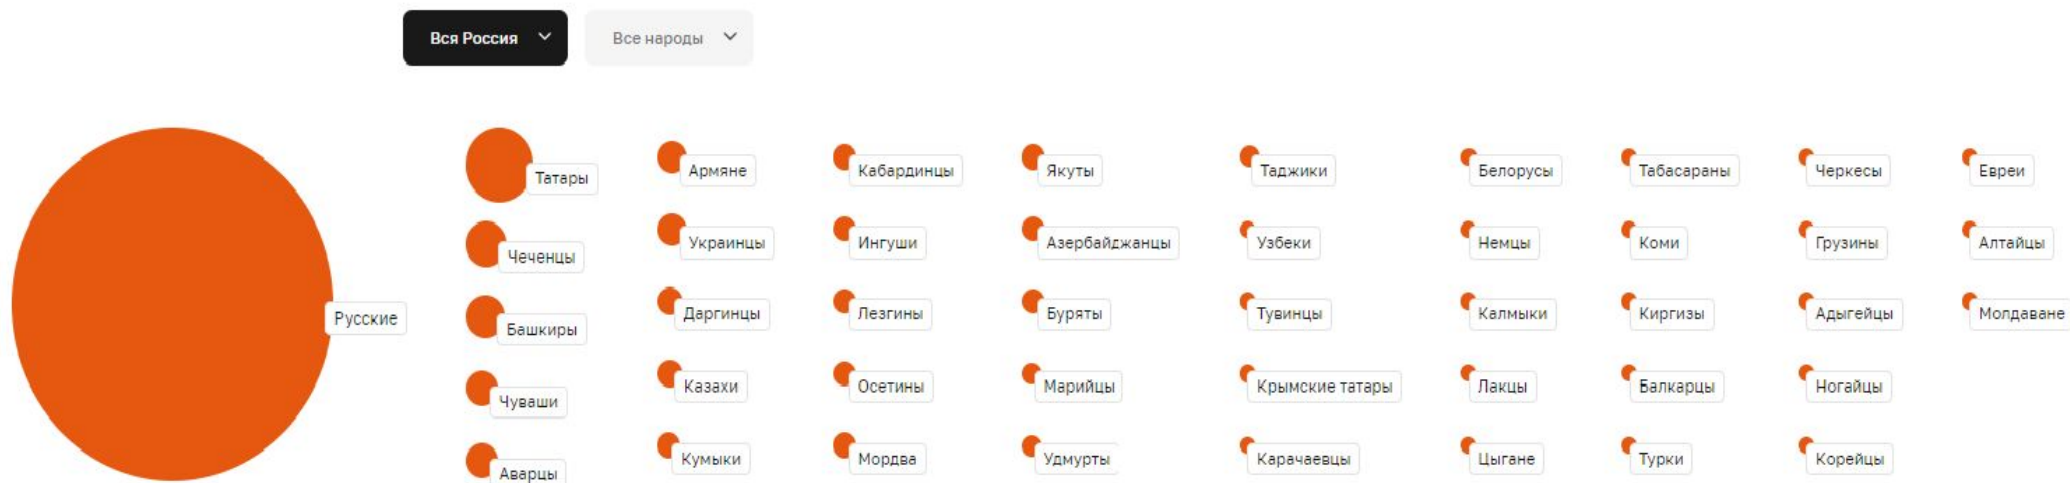 Вся Россия
Все народы
Русские
Татары
Чеченцы
Башкиры
Чуваши
Аварцы
Армяне
Украинцы
Даргинцы
Казахи
Кумыки
Кабардинцы
Ингуши
Лезгины
Осетины
Мордва
Якуты
Азербайджанцы
Буряты
Марийцы
Удмурты
Таджики
Узбеки
Тувинцы
Крымские татары
Карачаевцы
Белорусы
Немцы
Калмыки
Лакцы
Цыгане
Табасараны
Коми
Киргизы
Балкарцы
Турки
Черкесы
Грузины
Адыгейцы
Ногайцы
Корейцы
Евреи
Алтайцы
Молдаване